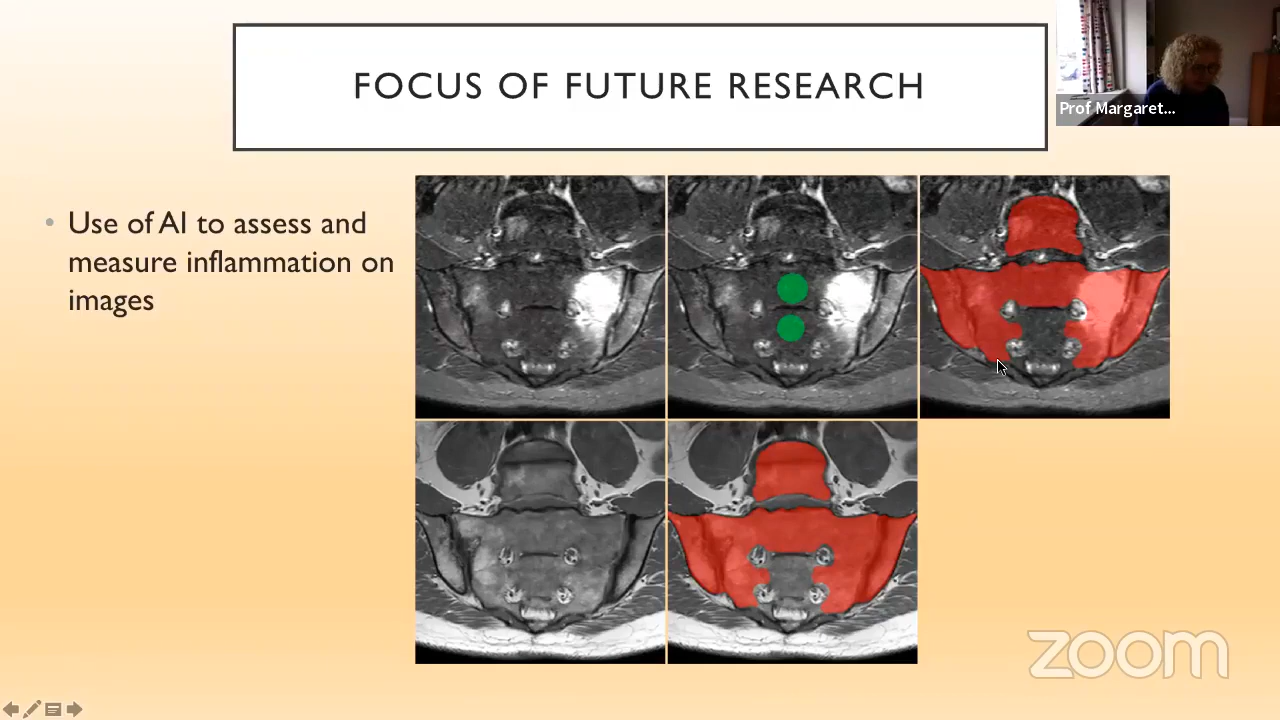 FOCUS OF FUTURE RESEARCH
Prof Margaret...
• Use of AI to assess and
measure inflammation on
images
zoom